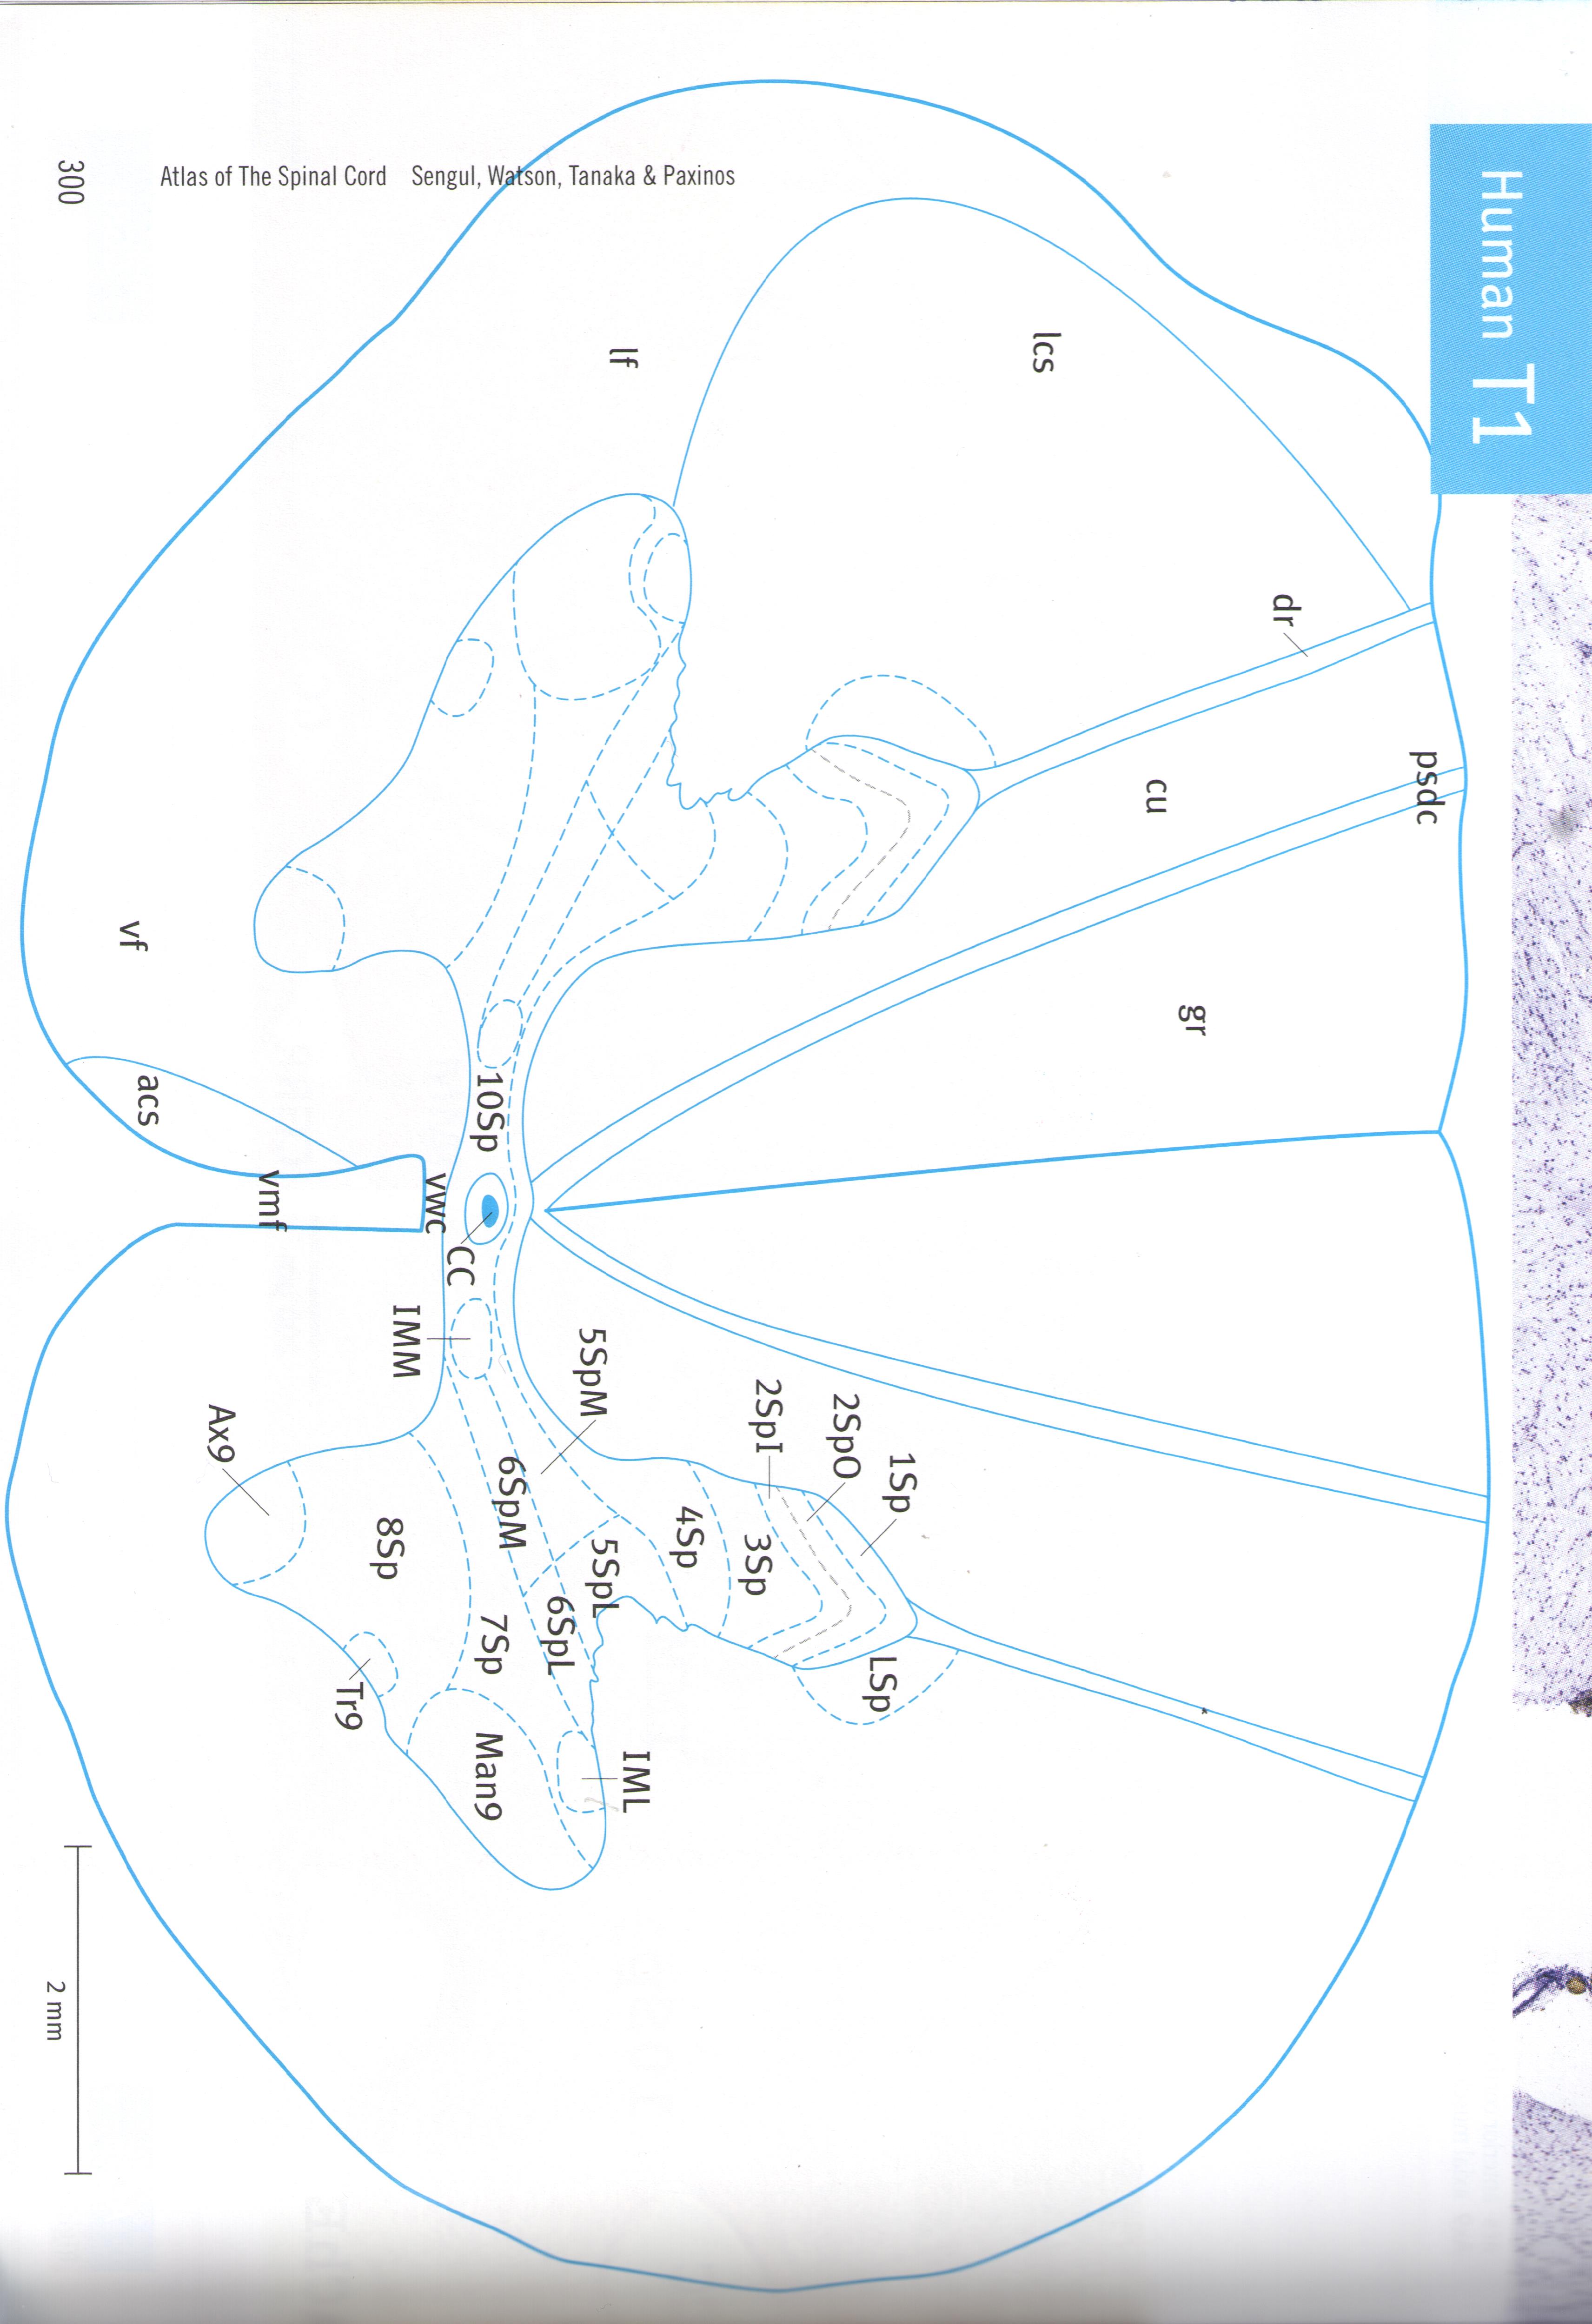 Human T1
psdc
dr
gr
cu
lcs
lf
1Sp
2SpO
2SpI
LSp
3Sp
4Sp
5SpM
5SpL
IML
6SpM
6SpL
10Sp
7Sp
Man9
CC
vwc
IMM
8Sp
Tr9
vmf
Ax9
acs
vf
2 mm
300
Atlas of The Spinal Cord Sengul, Watson, Tanaka & Paxinos